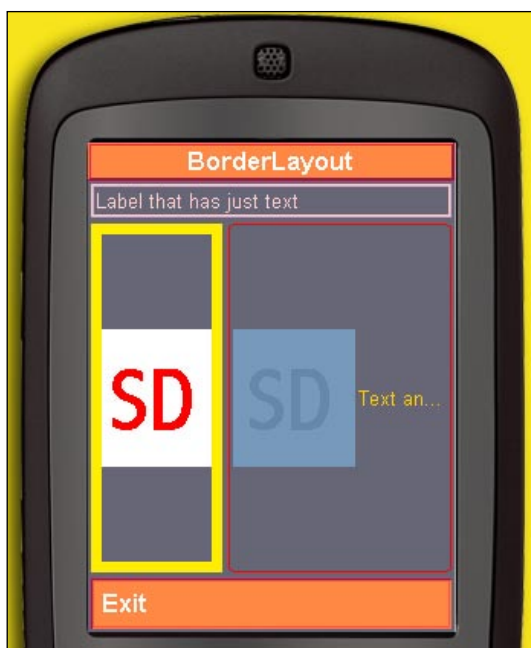 BorderLayout
Label that has just text
SD
SD
Text an...
Exit